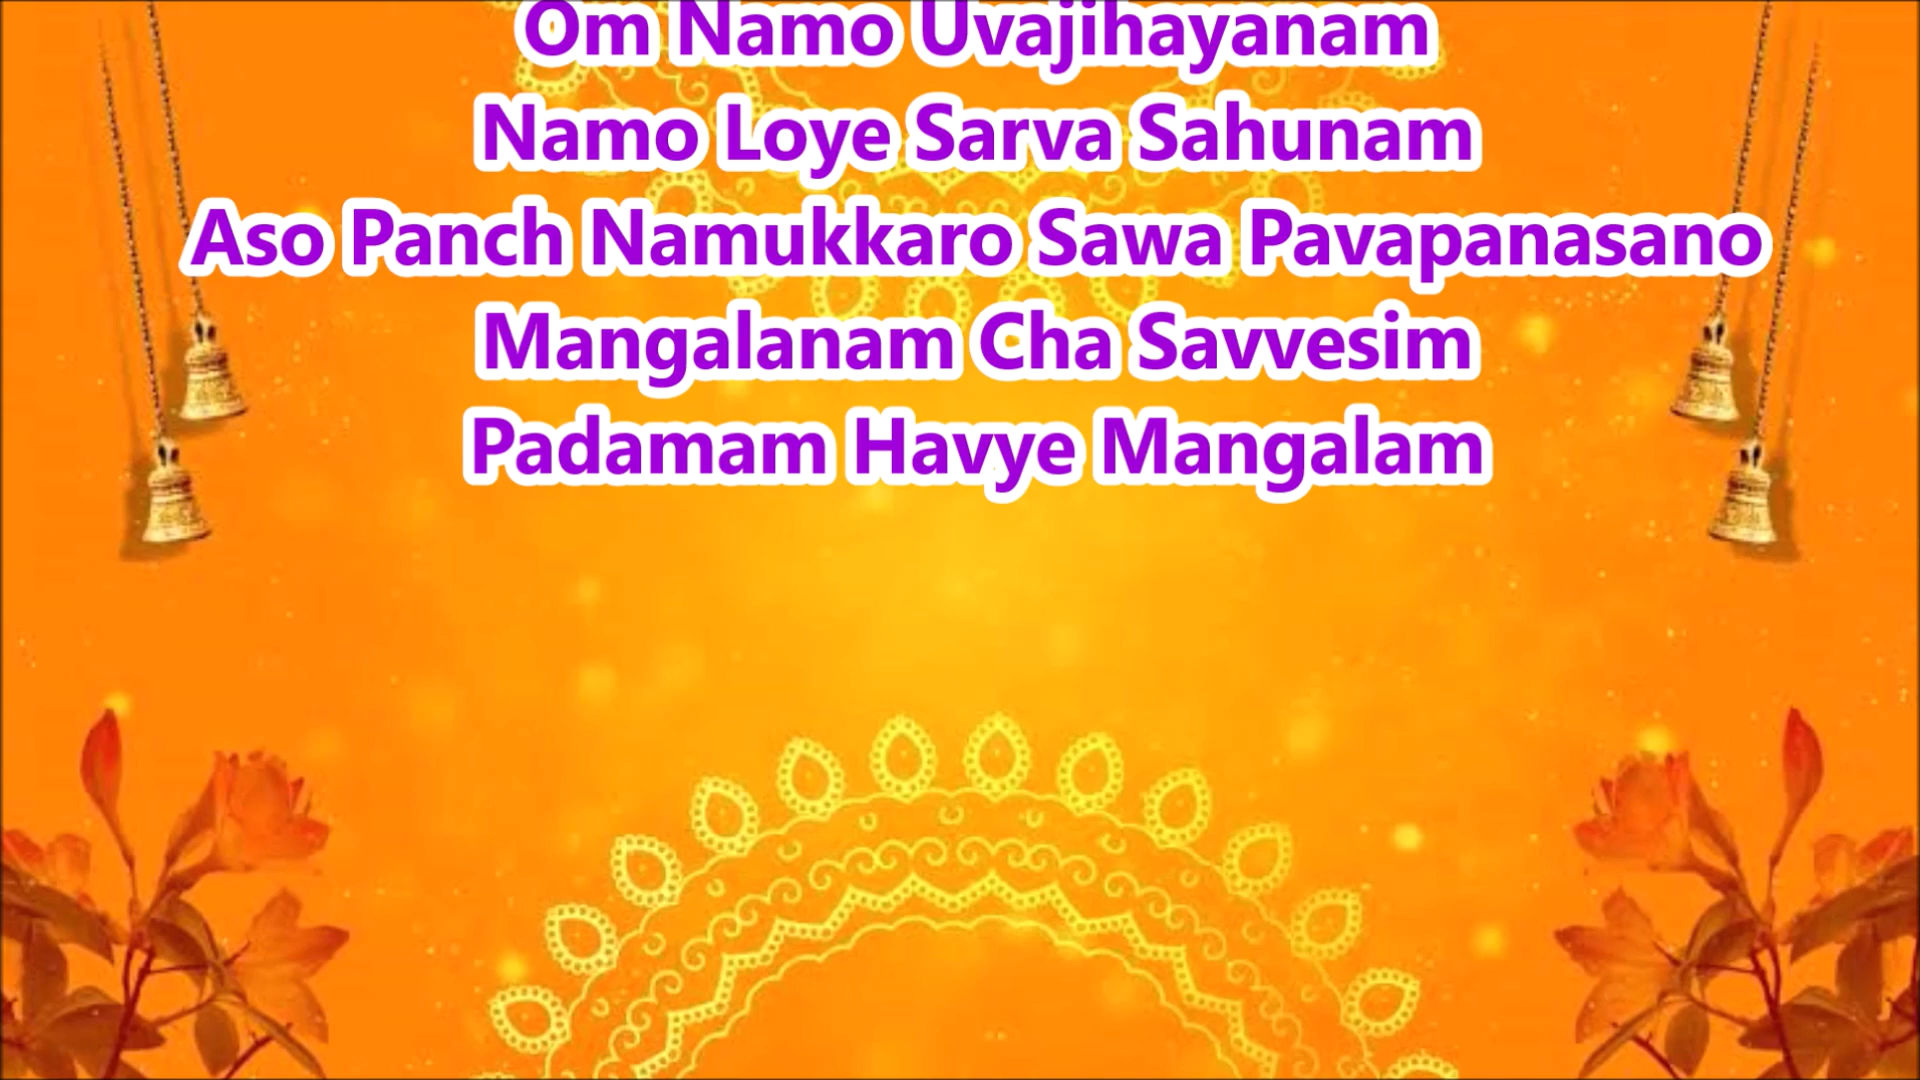 Om Namo Uvajihayanam
Namo Loye Sarva Sahunam
Aso Panch Namukkaro Sawa Pavapanasano
Mangalanam Cha Savvesim
Padamam Havye Mangalam